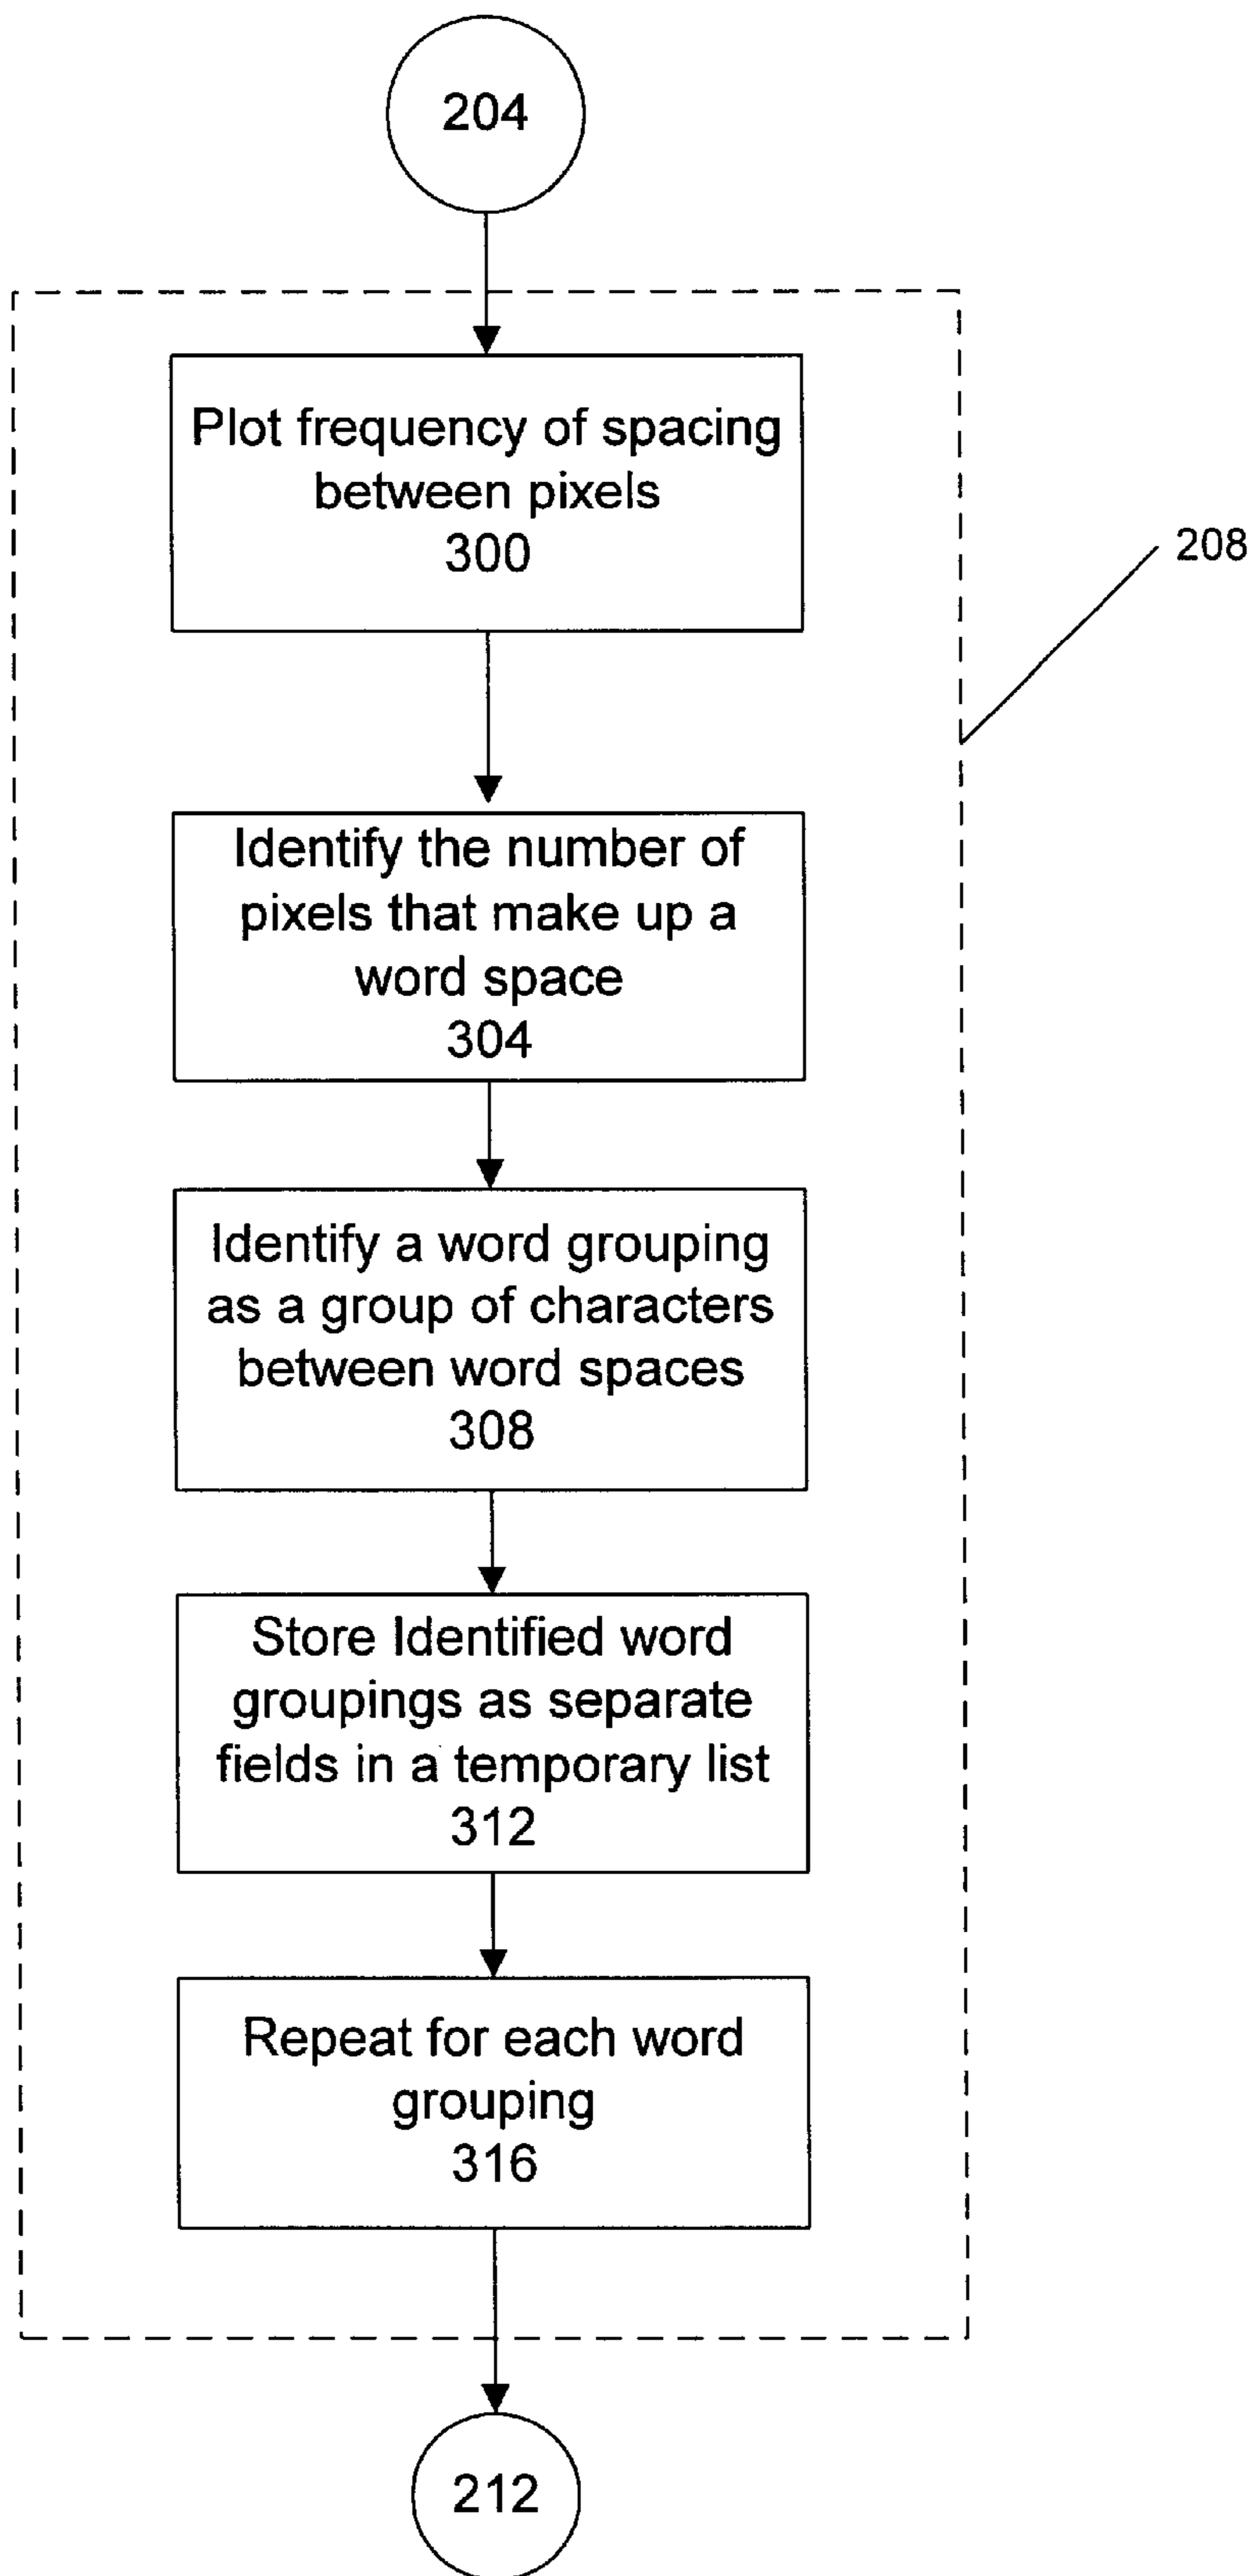 204
Plot frequency of spacing
between pixels
300
208
Identify the number of
pixels that make up a
word space
304
Identify a word grouping
as a group of characters
between word spaces
308
Store Identified word
groupings as separate
fields in a temporary list
312
Repeat for each word
grouping
316
212